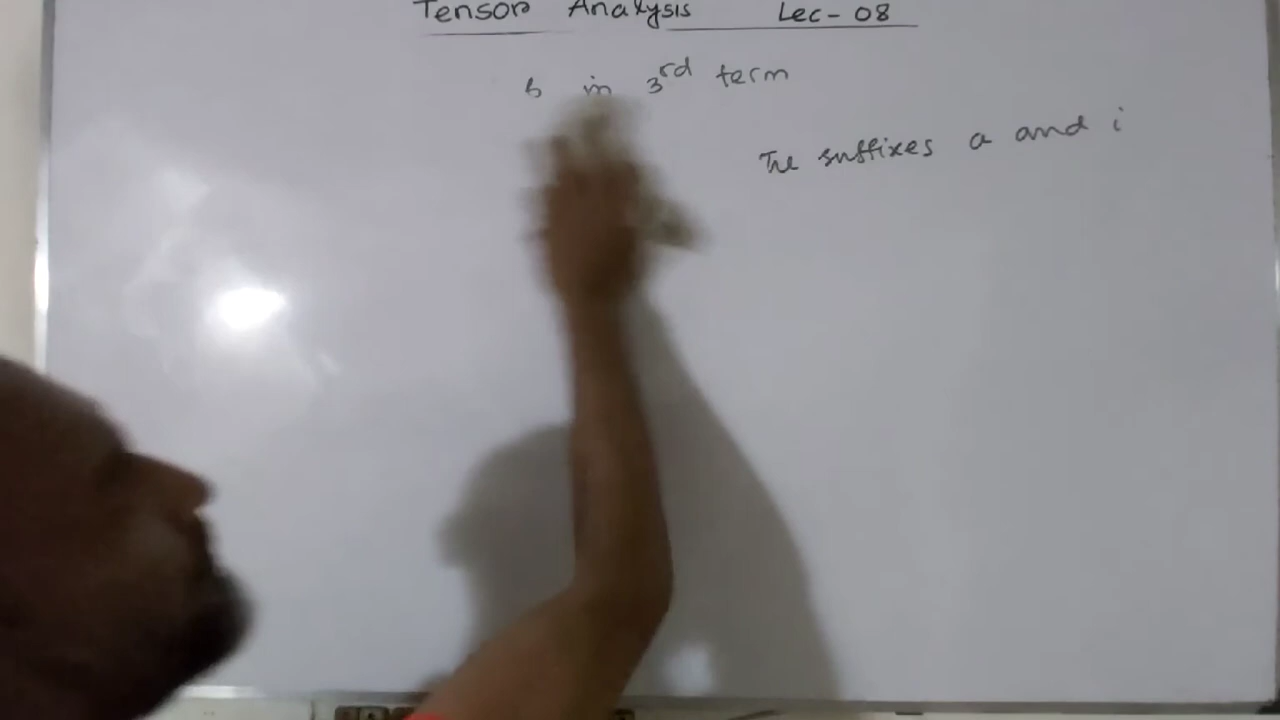 Tensor Analysis Lec-08
b in 3rd term
The suffixes a and i